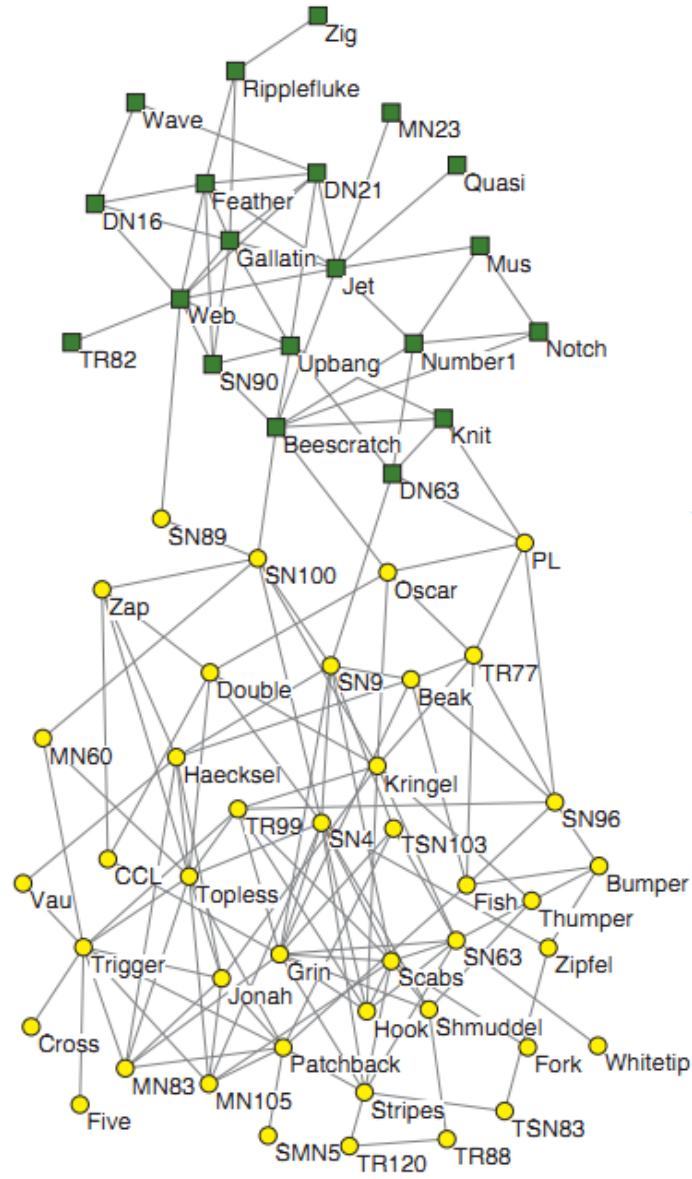 Zig
Ripplefluke
Wave
MN23
Quasi
DN21
Feather
DN16
Gallatin
Mus
Jet
Web
TR82
Upbang
Number1
Notch
SN90
Beescratch
Knit
DN63
SN89
SN100
PL
Oscar
Zap
Double
SN9
Beak
TR77
MN60
Haecksel
Kringel
TR99
SN4
TSN103
SN96
CCL
Topless
Vau
Fish
Bumper
Thumper
Trigger
Grin
Scabs
SN63
Zipfel
Jonah
Hook
Shmuddel
Cross
Patchback
Fork
Whitetip
MN83
MN105
Stripes
Five
TSN83
SMN5
TR120
TR88